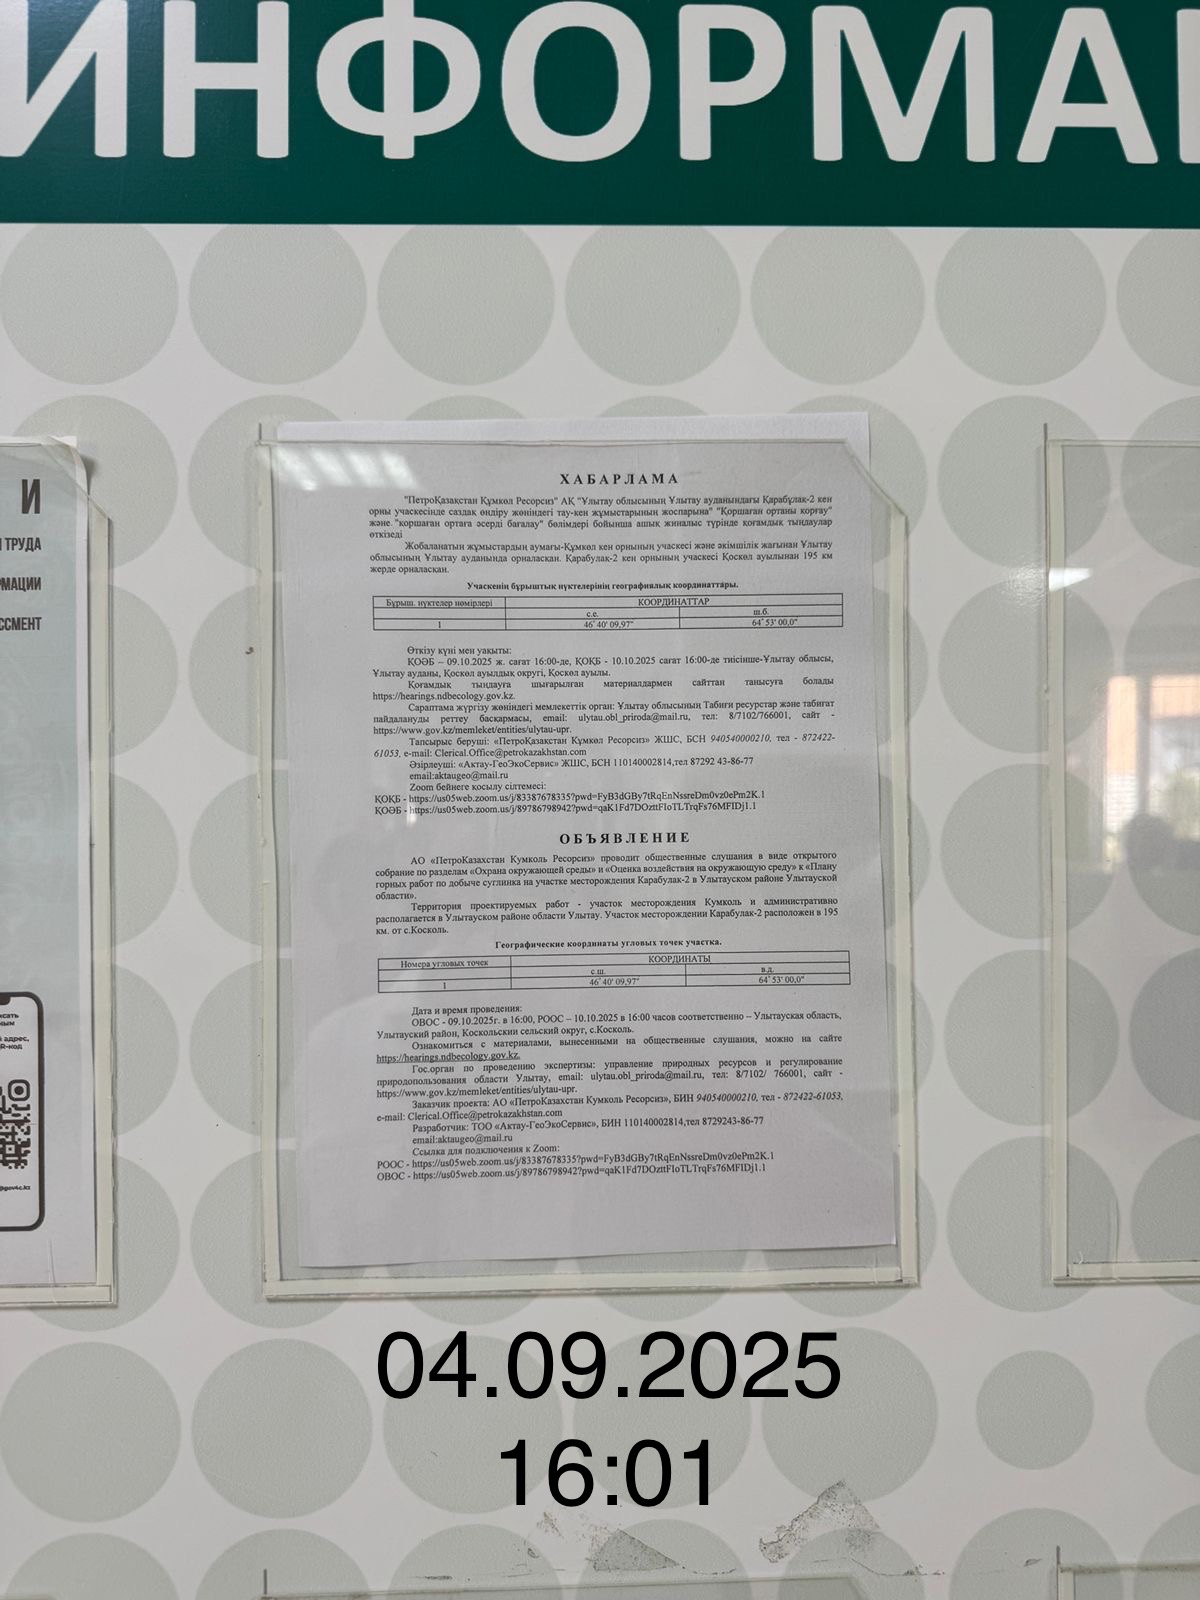 ИНФОРМА
И
ТРУДА
РМАЦИИ
ССМЕНТ
ХАБАРЛАМА
"ПетроҚазақстан Құмкөл Ресорсиз" АҚ "Ұлытау облысының Ұлытау ауданындағы Қарабұлақ-2 кен
орны учаскесінде саздақ өндіру жөніндегі тау-кен жұмыстарының жоспарына" "Қоршаған ортаны қорғау"
және "қоршаған ортаға әсерді бағалау" бөлімдері бойынша ашық жиналыс түрінде қоғамдық тыңдаулар
өткізеді
Жобаланатын жұмыстардың аумағы-Құмкөл кен орнының учаскесі және әкімшілік жағынан Ұлытау
облысының Ұлытау ауданында орналасқан. Қарабулак-2 кен орнының учаскесі Қоскөл ауылынан 195 км
жерде орналасқан.
Учаскенің бұрыштық нүктелерінің географиялық координаттары.
Бұрыш. нүктелер нөмірлері КООРДИНАТТАР
с.е. ш.б.
1 46˚ 40' 09,97" 64˚ 53' 00,0"
Өткізу күні мен уақыты:
ҚОӘБ – 09.10.2025 ж. сағат 16:00-де, ҚОҚБ - 10.10.2025 сағат 16:00-де тиісінше-Ұлытау облысы,
Ұлытау ауданы, Қоскөл ауылдық округі, Қоскөл ауылы.
Қоғамдық тыңдауға шығарылған материалдармен сайттан танысуға болады
https://hearings.ndbecology.gov.kz.
Сараптама жүргізу жөніндегі мемлекеттік орган: Ұлытау облысының Табиғи ресурстар және табиғат
пайдалануды реттеу басқармасы, email: ulytau.obl_priroda@mail.ru, тел: 8/7102/766001, сайт -
https://www.gov.kz/memleket/entities/ulytau-upr.
Тапсырыс беруші: «ПетроҚазақстан Құмкөл Ресорсиз» ЖШС, БСН 940540000210, тел - 872422-
61053, e-mail: Clerical.Office@petrokazakhstan.com
Әзірлеуші: «Актау-ГеоЭкоСервис» ЖШС, БСН 110140002814,тел 87292 43-86-77
email:aktaugeo@mail.ru
Zoom бейнеге қосылу сілтемесі:
ҚОҚБ - https://us05web.zoom.us/j/83387678335?pwd=FyB3dGBy7tRqEnNssreDm0vz0ePm2K.1
ҚОӘБ - https://us05web.zoom.us/j/89786798942?pwd=qaK1Fd7DOzttFIoTLTrqFs76MFIDj1.1
ОБЪЯВЛЕНИЕ
АО «ПетроКазахстан Кумколь Ресорсиз» проводит общественные слушания в виде открытого
собрание по разделам «Охрана окружающей среды» и «Оценка воздействия на окружающую среду» к «Плану
горных работ по добыче суглинка на участке месторождения Карабулак-2 в Улытауском районе Улытауской
области».
Территория проектируемых работ - участок месторождения Кумколь и административно
располагается в Улытауском районе области Улытау. Участок месторождении Карабулак-2 расположен в 195
км. от с.Косколь.
Географические координаты угловых точек участка.
Номера угловых точек КООРДИНАТЫ
с.ш. в.д.
1 46˚ 40' 09,97" 64˚ 53' 00,0"
Дата и время проведения:
ОВОС - 09.10.2025г. в 16:00, РООС – 10.10.2025 в 16:00 часов соответственно – Улытауская область,
Улытауский район, Коскольскии сельский округ, с.Косколь.
Ознакомиться с материалами, вынесенными на общественные слушания, можно на сайте
https://hearings.ndbecology.gov.kz.
Гос.орган по проведению экспертизы: управление природных ресурсов и регулирование
природопользования области Улытау, email: ulytau.obl_priroda@mail.ru, тел: 8/7102/ 766001, сайт -
https://www.gov.kz/memleket/entities/ulytau-upr.
Заказчик проекта: АО «ПетроКазахстан Кумколь Ресорсиз», БИН 940540000210, тел - 872422-61053,
e-mail: Clerical.Office@petrokazakhstan.com
Разработчик: ТОО «Актау-ГеоЭкоСервис», БИН 110140002814,тел 8729243-86-77
email:aktaugeo@mail.ru
Ссылка для подключения к Zoom:
РООС - https://us05web.zoom.us/j/83387678335?pwd=FyB3dGBy7tRqEnNssreDm0vz0ePm2K.1
ОВОС - https://us05web.zoom.us/j/89786798942?pwd=qaK1Fd7DOzttFIoTLTrqFs76MFIDj1.1
04.09.2025
16:01